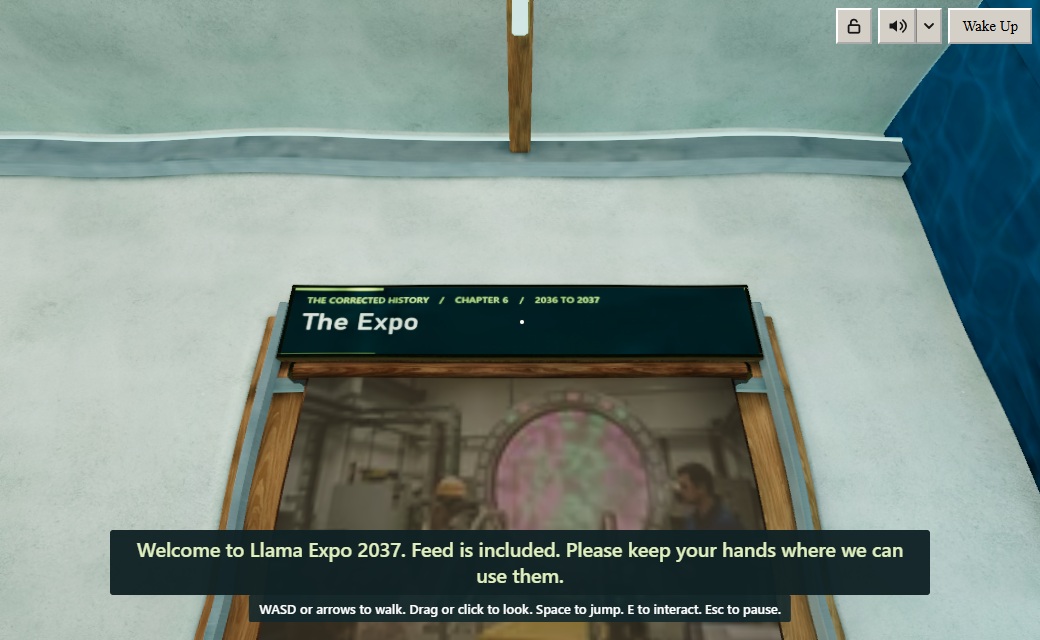 Wake Up
THE CORRECTED HISTORY / CHAPTER 6 / 2036 TO 2037
The Expo
Welcome to Llama Expo 2037. Feed is included. Please keep your hands where we can
use them.
WASD or arrows to walk. Drag or click to look. Space to jump. E to interact. Esc to pause.